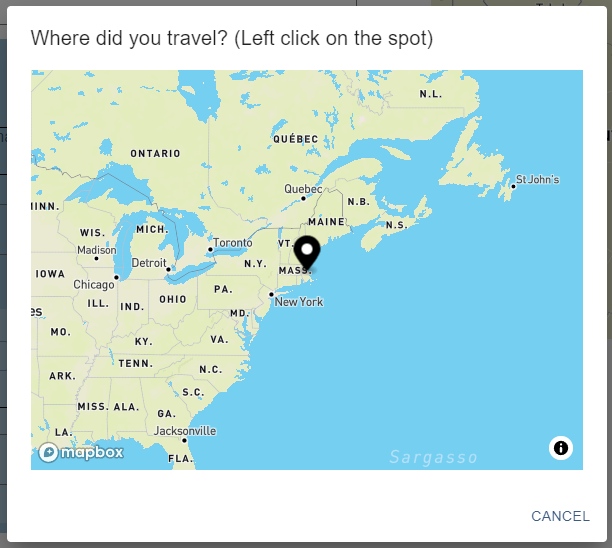 Where did you travel? (Left click on the spot)
N.L.
QUÉBEC
ONTARIO
St John's
Quebec
N.B.
MINN.
MAINE
N.S.
WIS.
MICH.
Toronto
VT.
Madison
Detroit
N.Y.
MASS.
IOWA
Chicago
PA.
New York
ILL.
IND.
OHIO
MD.
es
MO.
KY.
VA.
TENN.
N.C.
ARK.
S.C.
MISS.
ALA.
GA.
LA.
Jacksonville
mapbox
FLA.
Sargasso
CANCEL